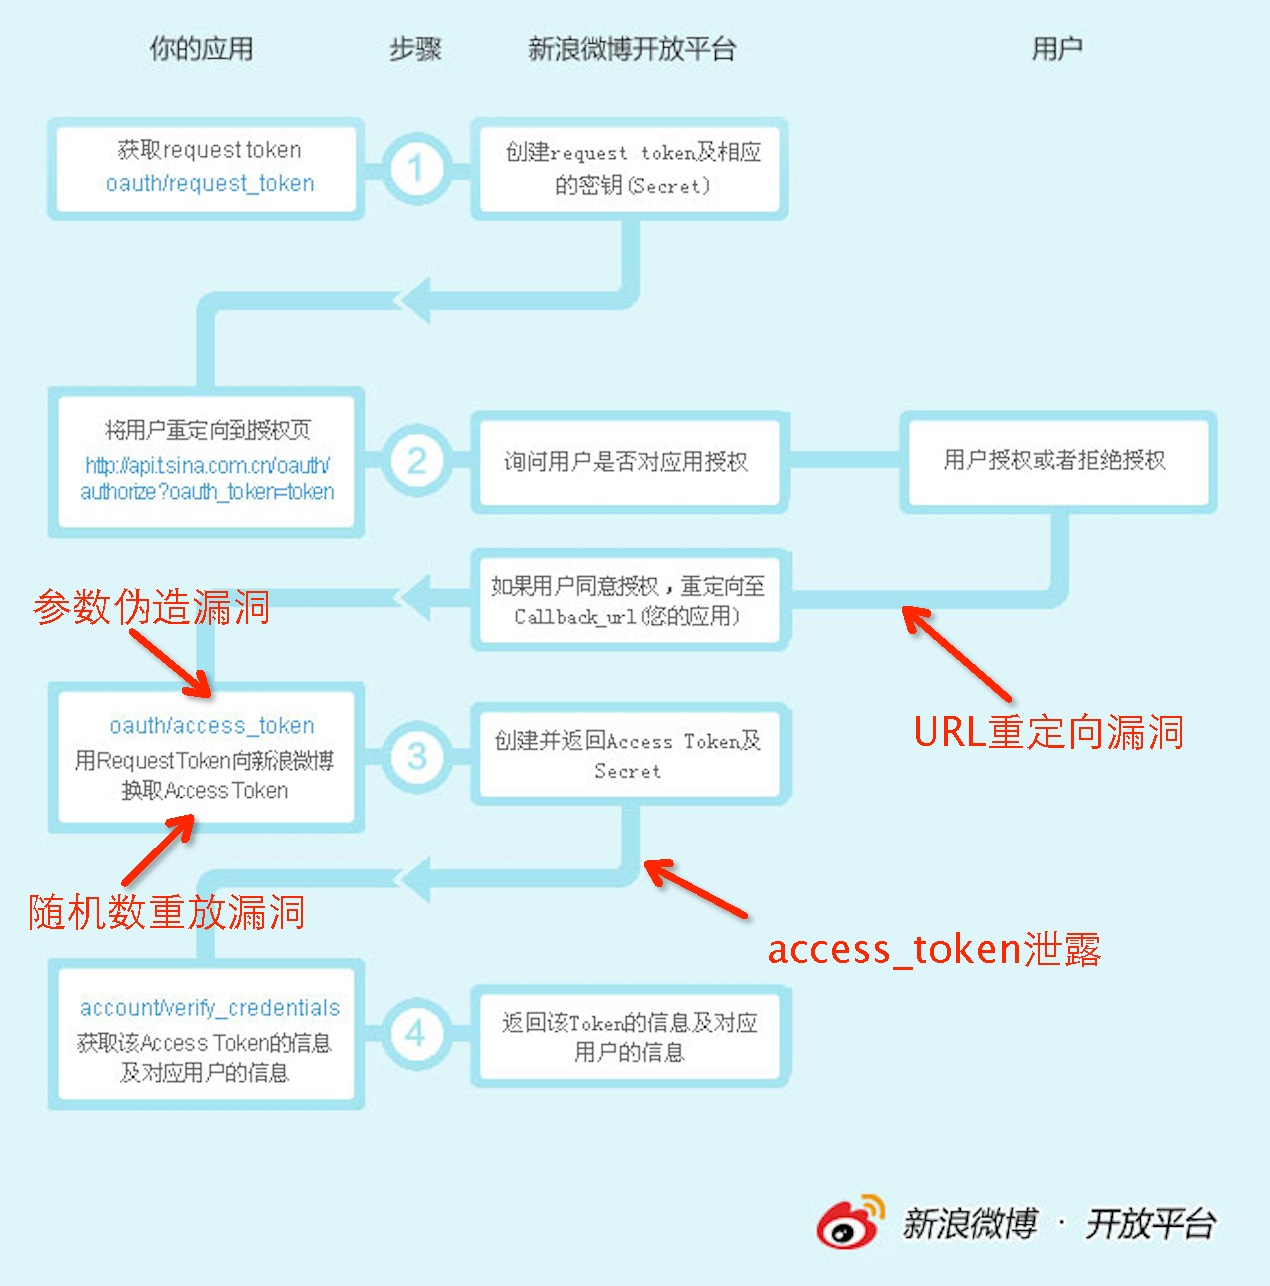 你的应用
步骤
新浪微博开放平台
用户
获取request token
oauth/request_token
1
创建request token及相应
的密钥(Secret)
将用户重定向到授权页
http://api.t.sina.com.cn/oauth/
authorize?oauth_token=token
2
询问用户是否对应用授权
用户授权或者拒绝授权
如果用户同意授权，重定向至
Callback_url(您的应用)
参数伪造漏洞
URL重定向漏洞
oauth/access_token
用Request Token向新浪微博
换取Access Token
3
创建并返回Access Token及
Secret
随机数重放漏洞
access_token泄露
account/verify_credentials
获取该Access Token的信息
及对应用户的信息
4
返回该Token的信息及对应
用户的信息
新浪微博 · 开放平台